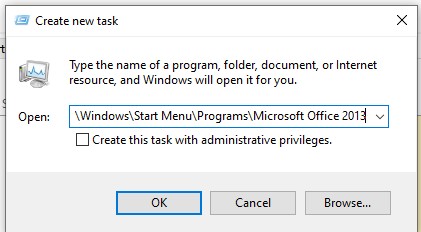 Create new task
Type the name of a program, folder, document, or Internet
resource, and Windows will open it for you.
Open:
\Windows\Start Menu\Programs\Microsoft Office 2013
Create this task with administrative privileges.
OK
Cancel
Browse...